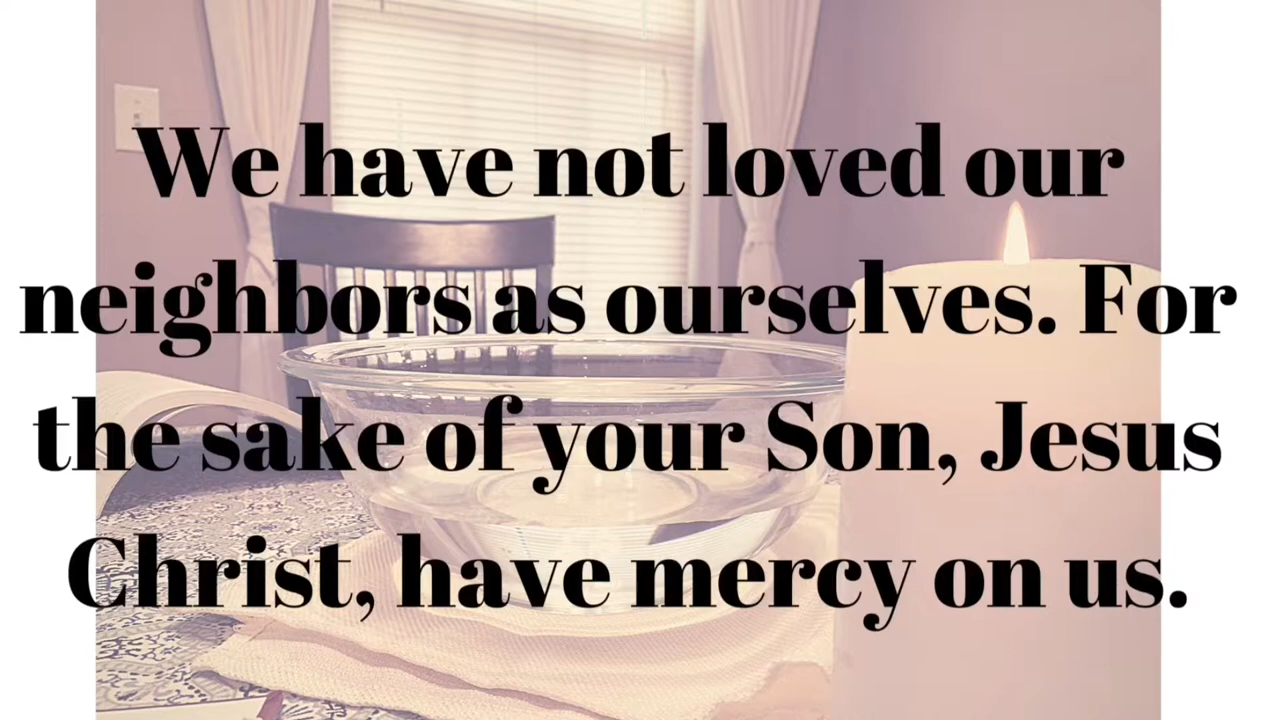 We have not loved our
neighbors as ourselves. For
the sake of your Son, Jesus
Christ, have mercy on us.